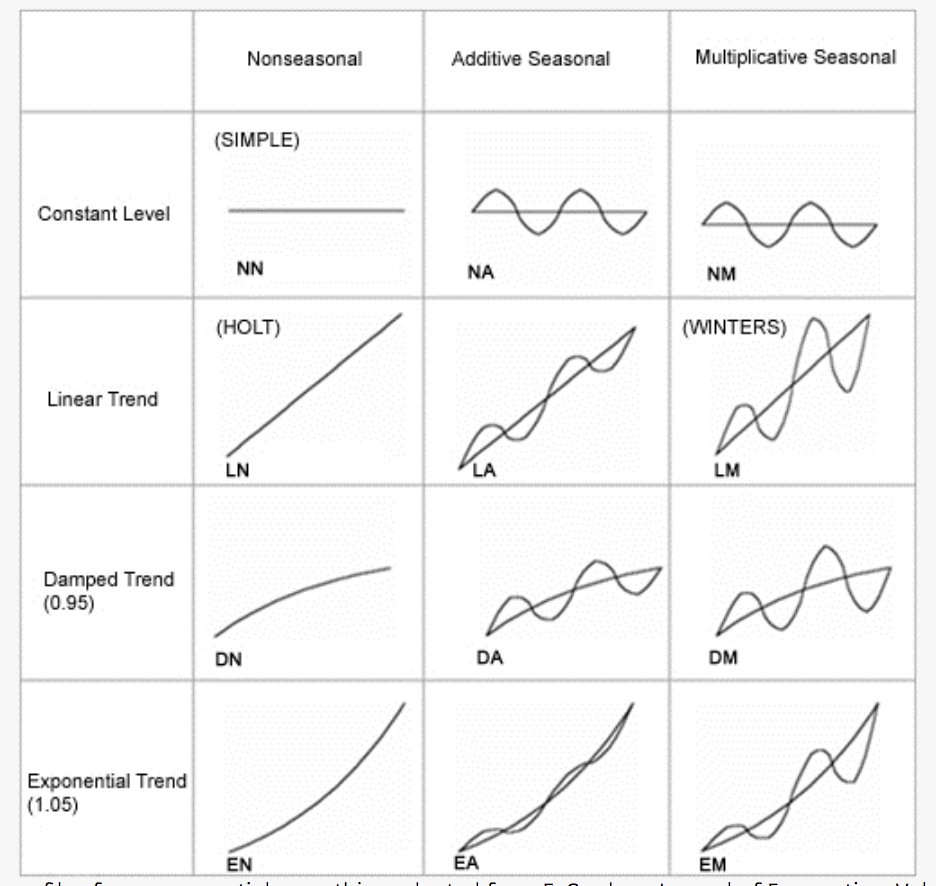 Nonseasonal
Additive Seasonal
Multiplicative Seasonal
Constant Level
(SIMPLE)
NN
NA
NM
Linear Trend
(HOLT)
LN
LA
(WINTERS)
LM
Damped Trend
(0.95)
DN
DA
DM
Exponential Trend
(1.05)
EN
EA
EM